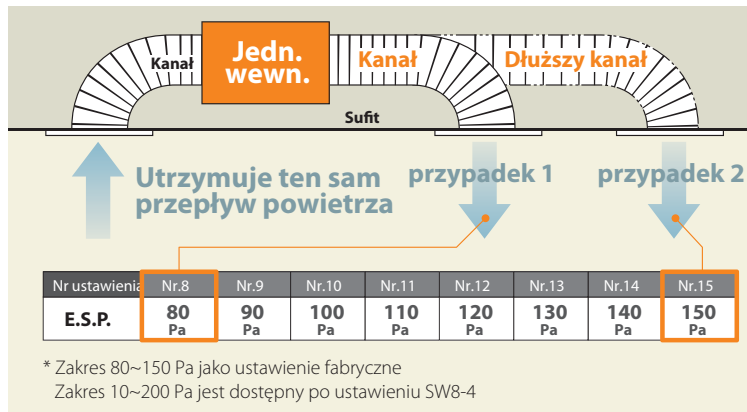 Kanał
Jedn.
wewn.
Kanał
Dłuższy kanał
Sufit
Utrzymuje ten sam
przepływ powietrza
przypadek 1
przypadek 2
Nr ustawienia Nr.8 Nr.9 Nr.10 Nr.11 Nr.12 Nr.13 Nr.14 Nr.15
E.S.P. 80 Pa 90 Pa 100 Pa 110 Pa 120 Pa 130 Pa 140 Pa 150 Pa
* Zakres 80~150 Pa jako ustawienie fabryczne
Zakres 10~200 Pa jest dostępny po ustawieniu SW8-4